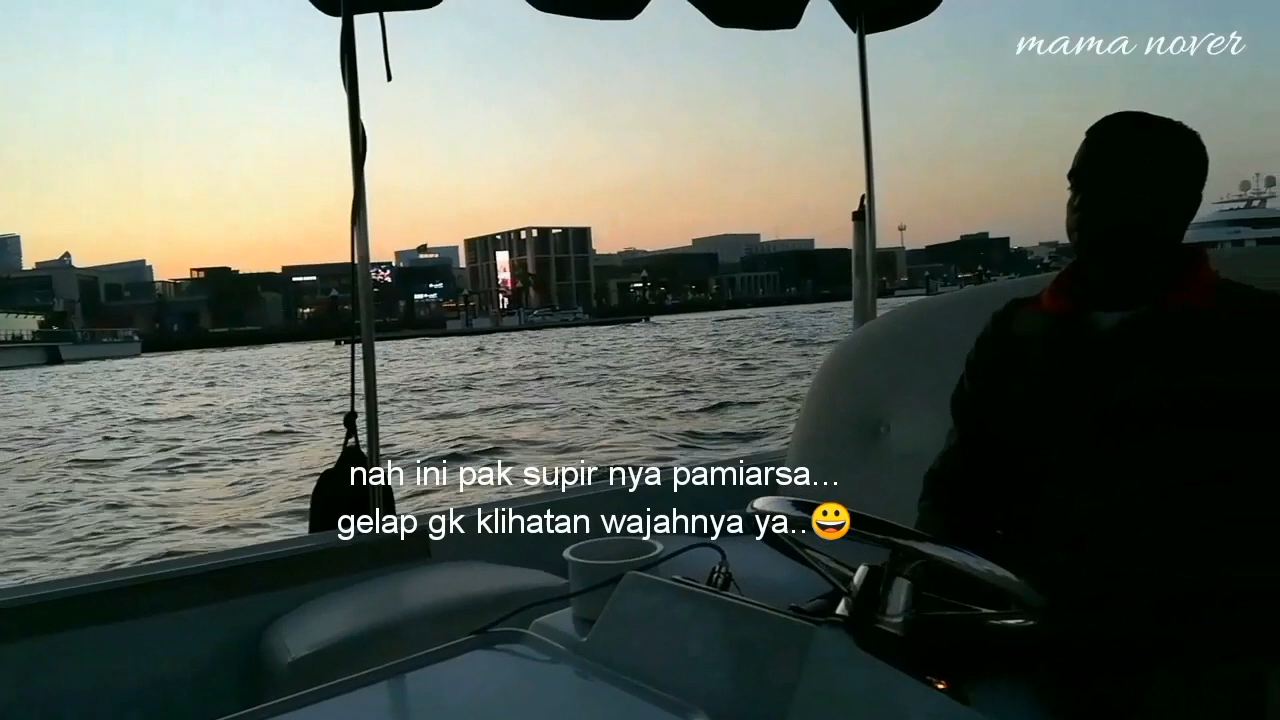 mama nover
nah ini pak supir nya pamiarsa...
gelap gk klihatan wajahnya ya..😀